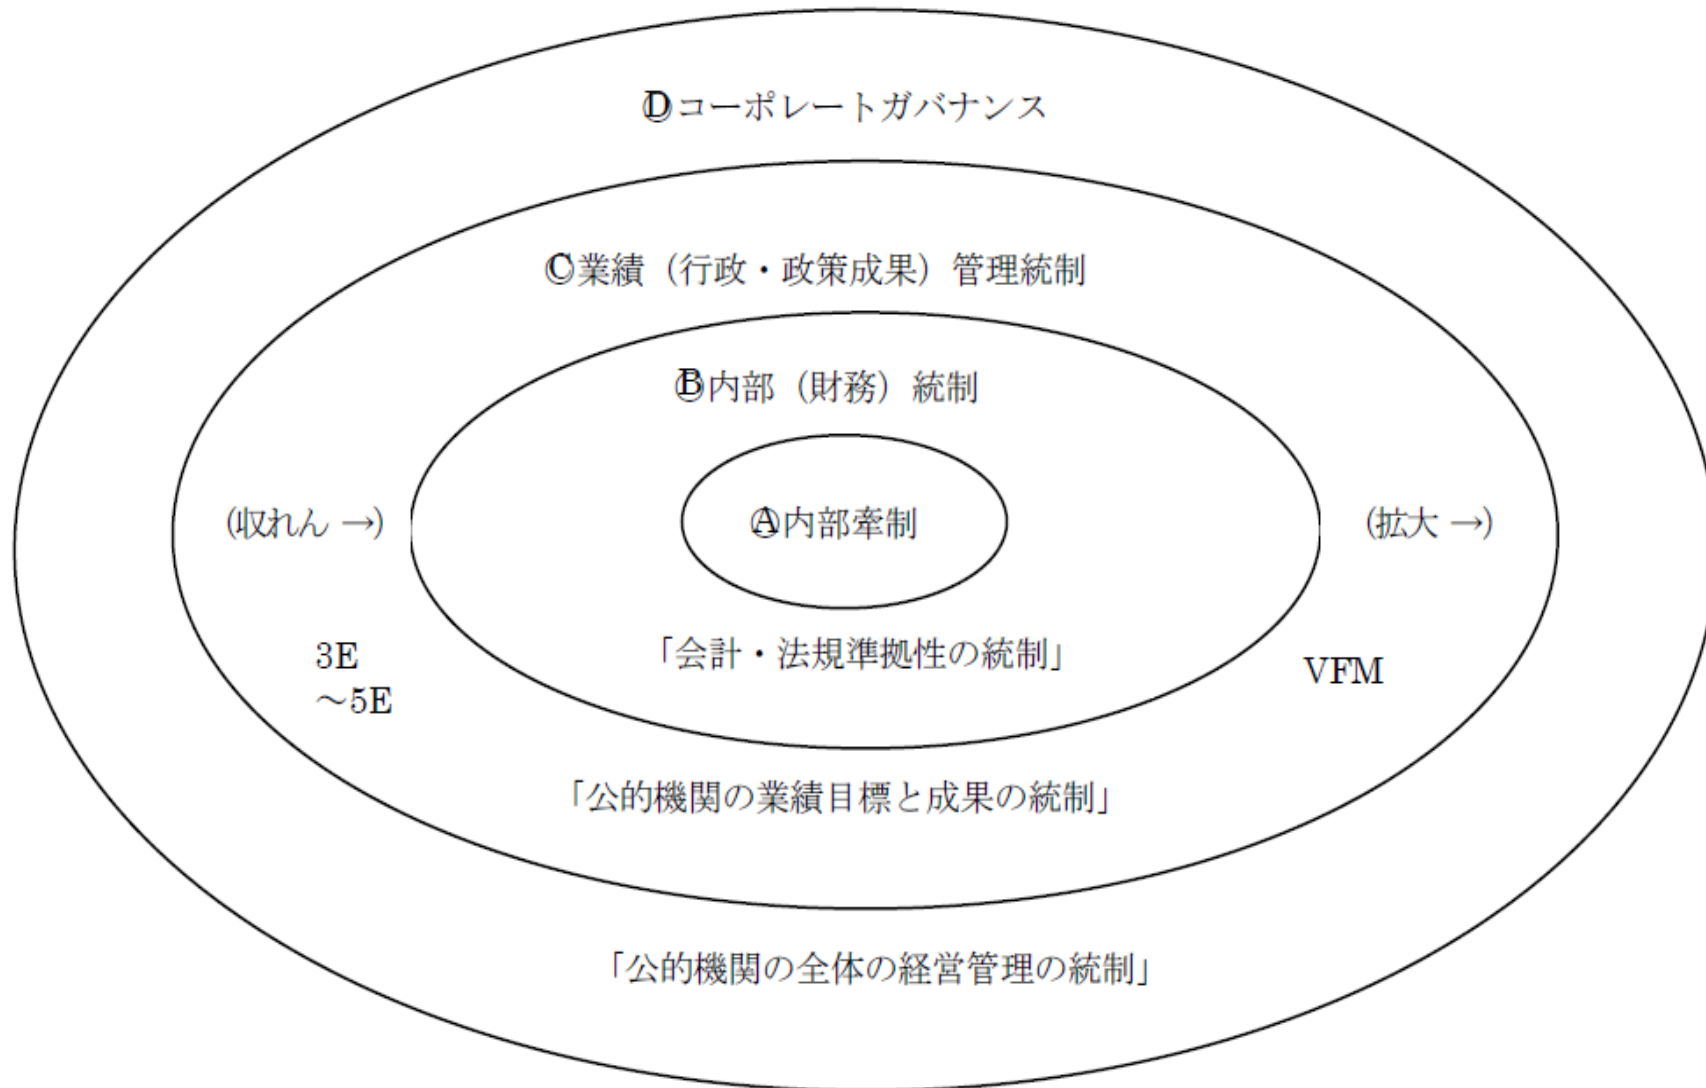 Ⓓコーポレートガバナンス
Ⓒ業績（行政・政策成果）管理統制
Ⓑ内部（財務）統制
(収れん →)
Ⓐ内部牽制
(拡大 →)
3E
～5E
「会計・法規準拠性の統制」
VFM
「公的機関の業績目標と成果の統制」
「公的機関の全体の経営管理の統制」